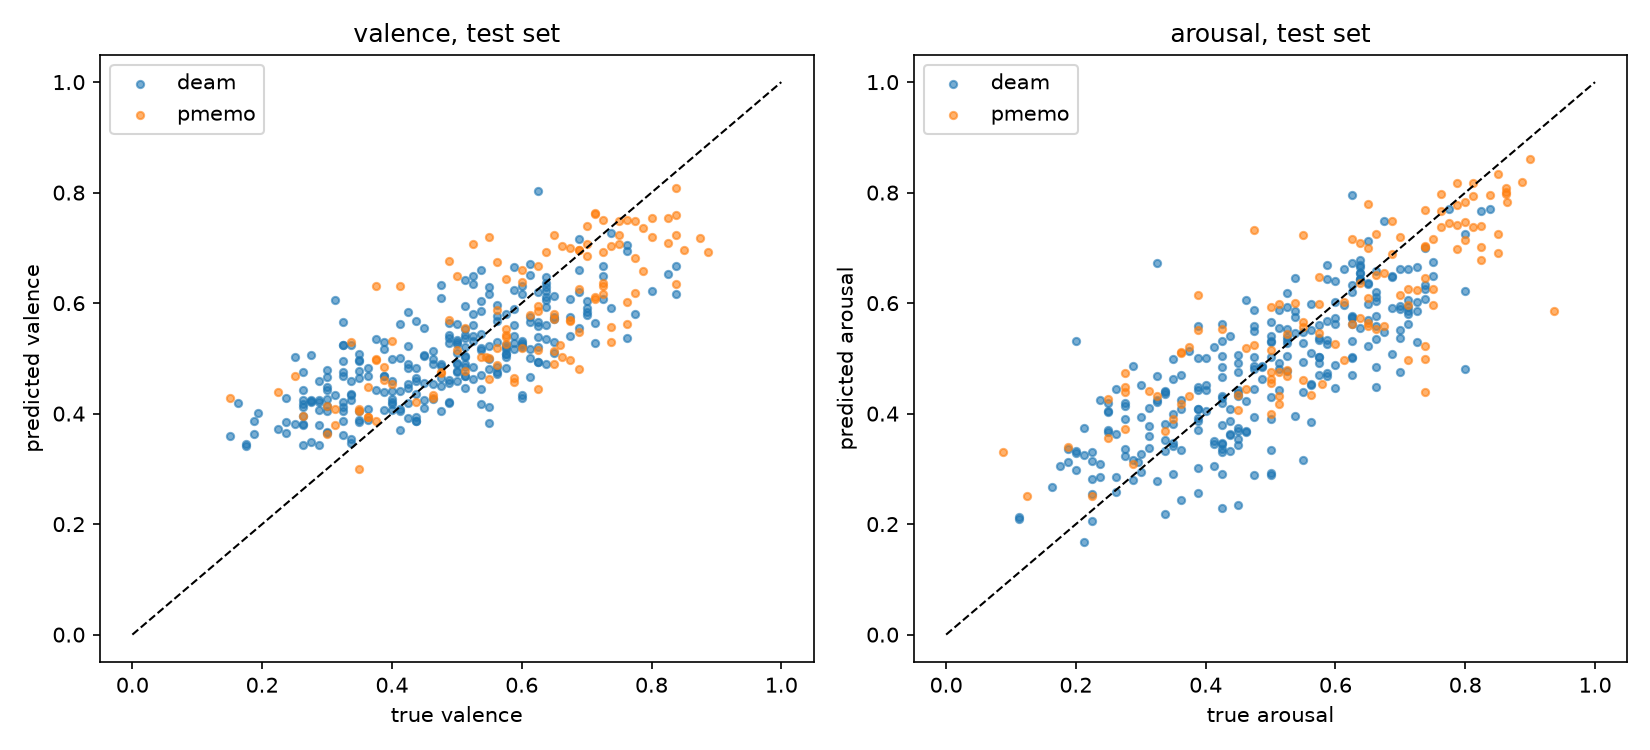 valence, test set
deam
pmemo
predicted valence
1.0
0.8
0.6
0.4
0.2
0.0
0.0 0.2 0.4 0.6 0.8 1.0
true valence
arousal, test set
deam
pmemo
predicted arousal
1.0
0.8
0.6
0.4
0.2
0.0
0.0 0.2 0.4 0.6 0.8 1.0
true arousal